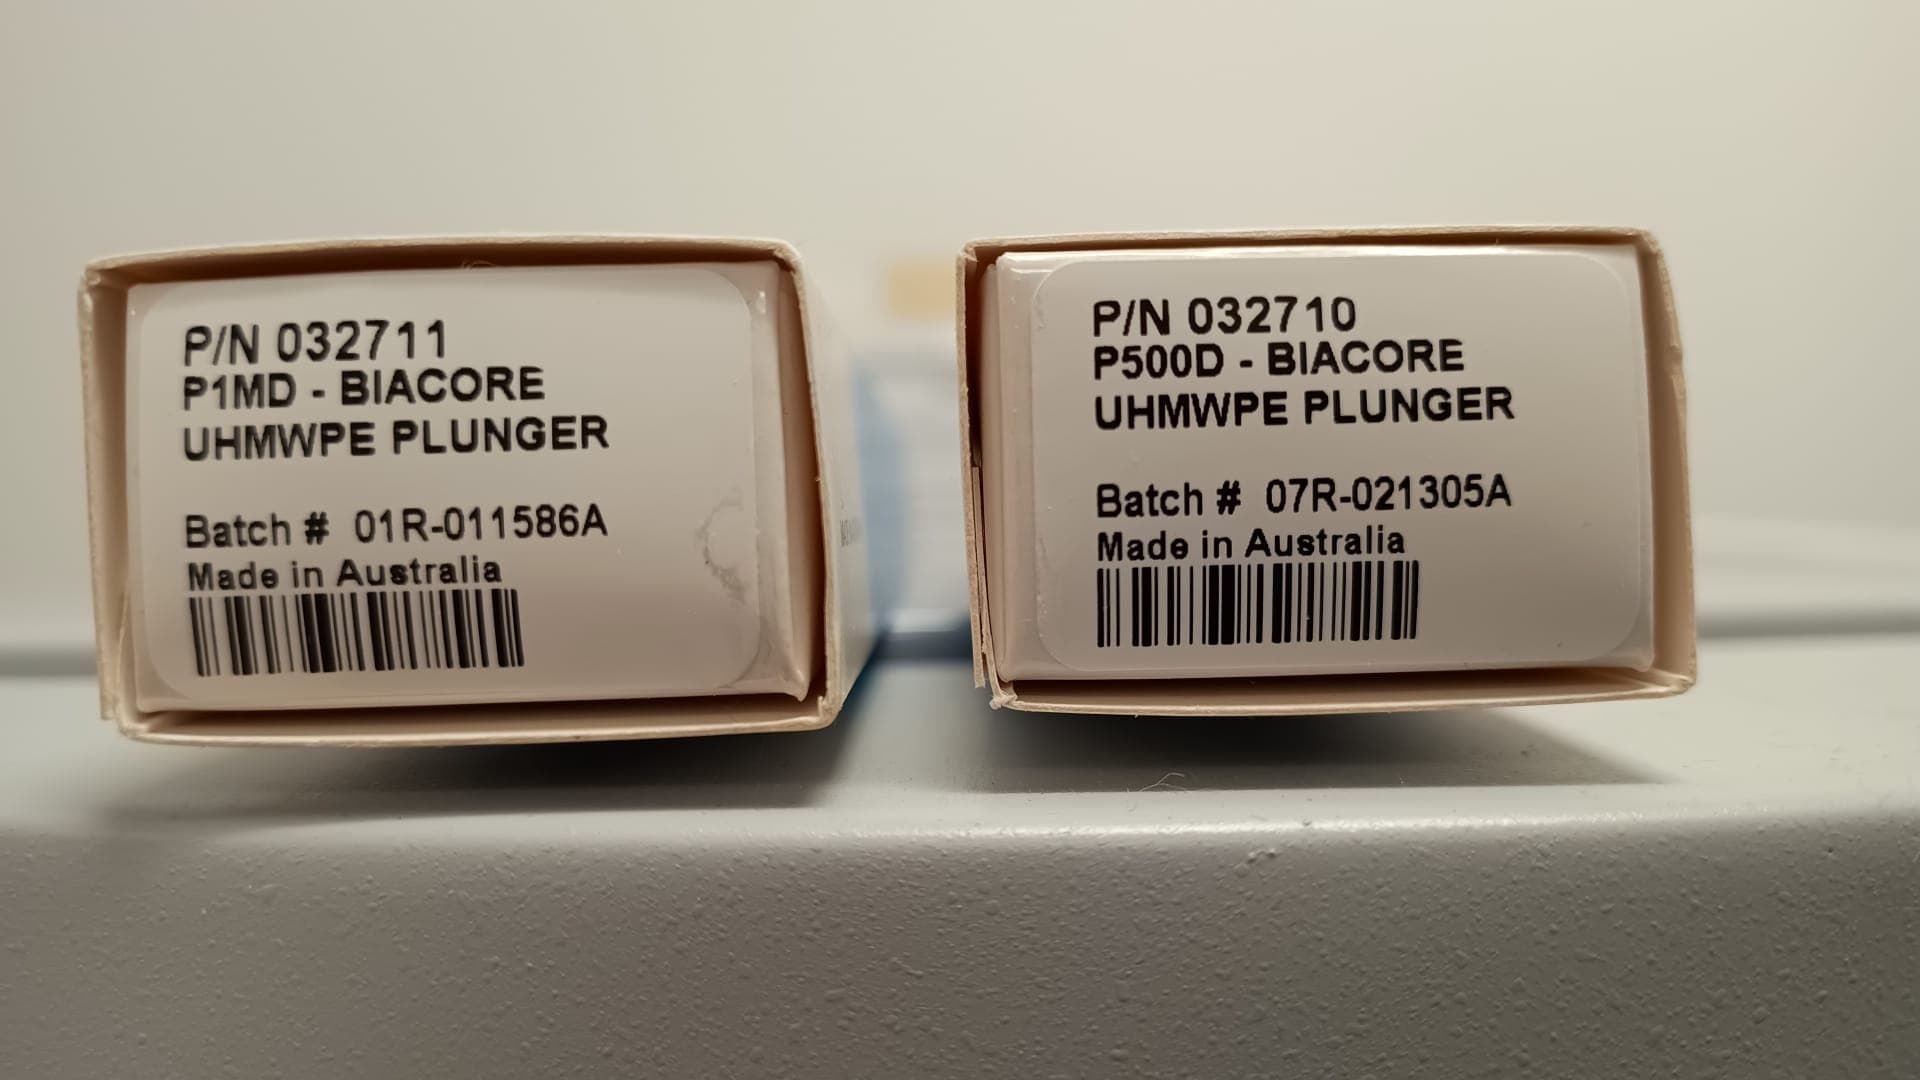 P/N 032711
P1MD - BIACORE
UHMWPE PLUNGER
Batch # 01R-011586A
Made in Australia
P/N 032710
P500D - BIACORE
UHMWPE PLUNGER
Batch # 07R-021305A
Made in Australia